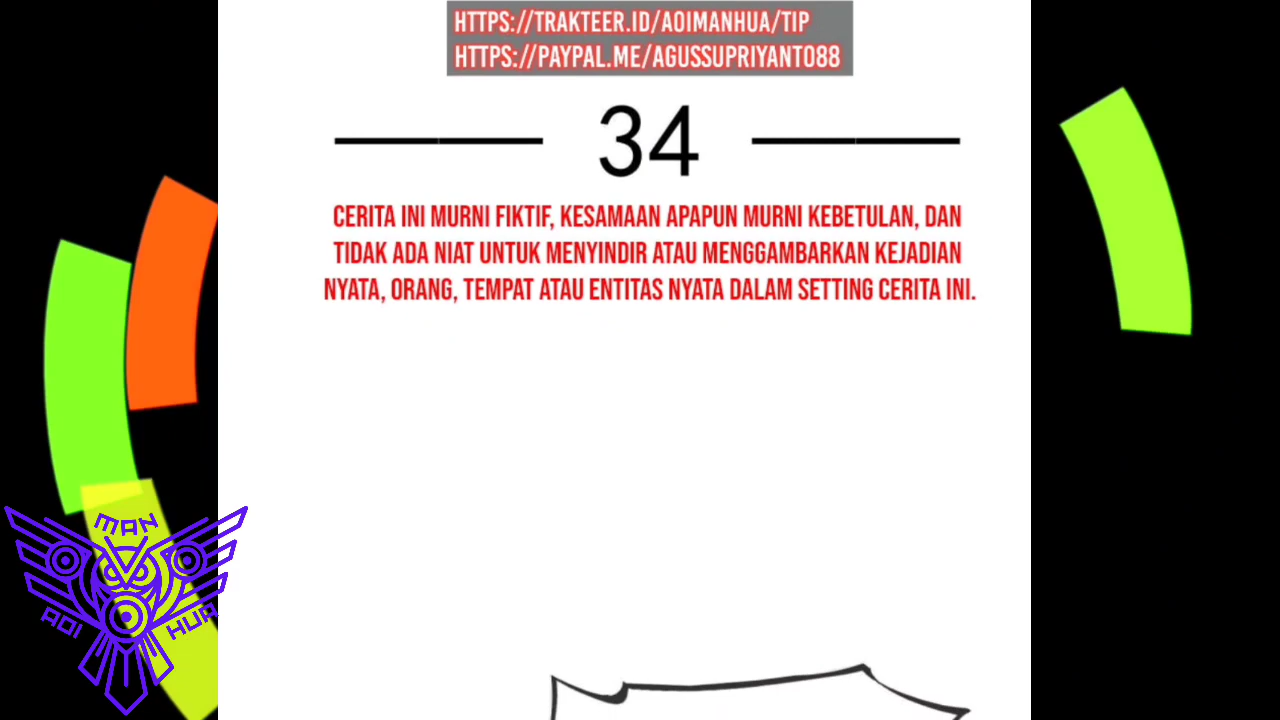 HTTPS://TRAKTEER.ID/AOIMANHUA/TIP
HTTPS://PAYPAL.ME/AGUSSUPRIYANTO88
34
CERITA INI MURNI FIKTIF, KESAMAAN APAPUN MURNI KEBETULAN, DAN
TIDAK ADA NIAT UNTUK MENYINDIR ATAU MENGGAMBARKAN KEJADIAN
NYATA, ORANG, TEMPAT ATAU ENTITAS NYATA DALAM SETTING CERITA INI.
MAN
AOI HUA